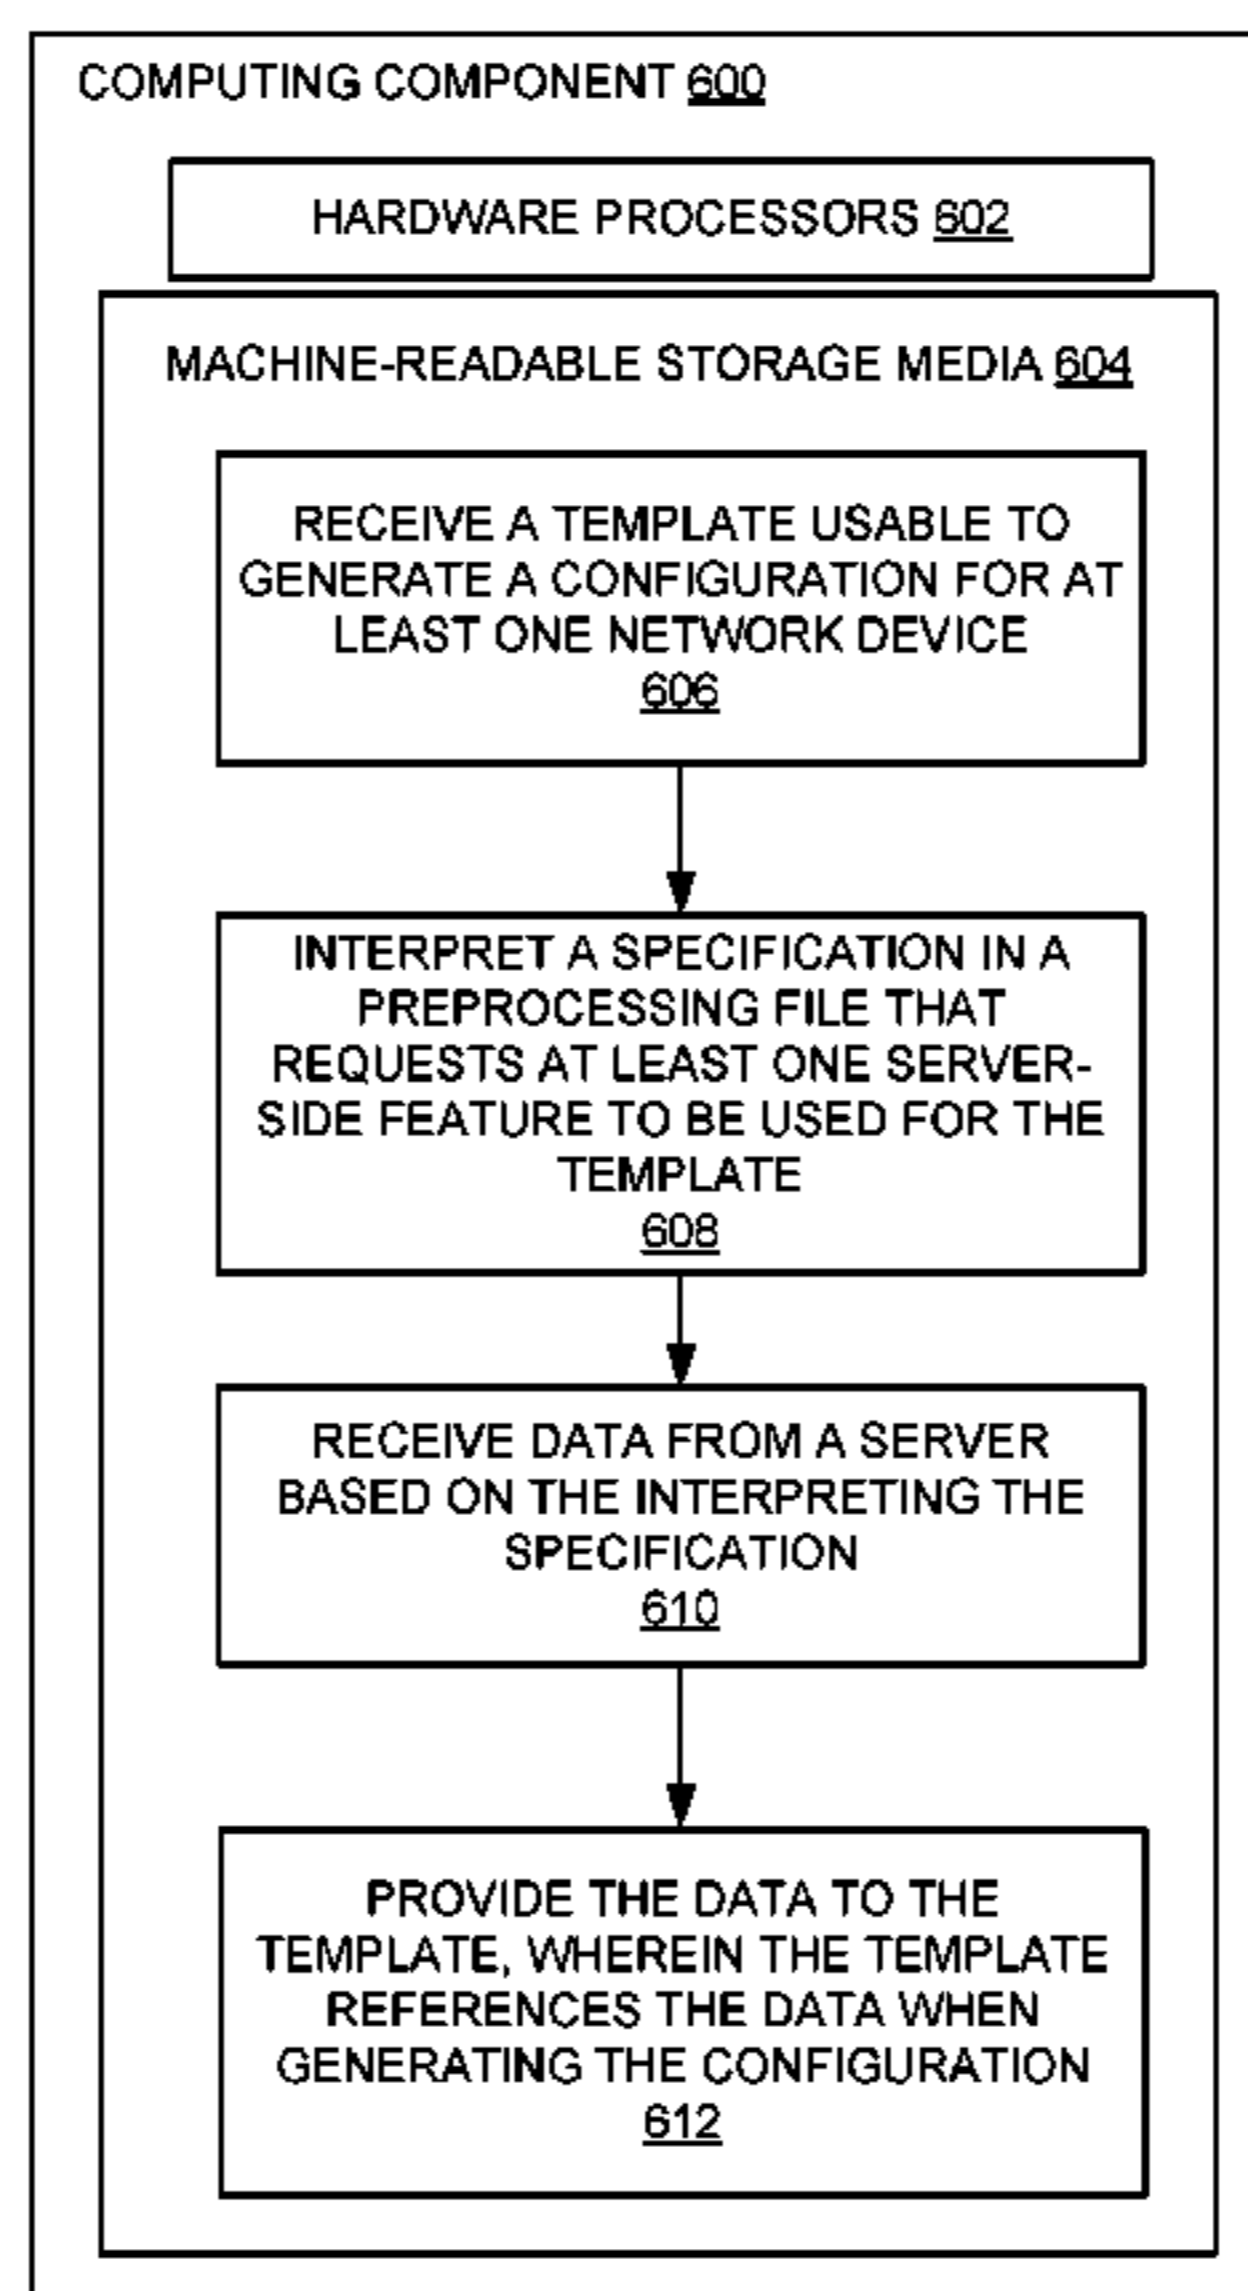 COMPUTING COMPONENT 600
HARDWARE PROCESSORS 602
MACHINE-READABLE STORAGE MEDIA 604
RECEIVE A TEMPLATE USABLE TO
GENERATE A CONFIGURATION FOR AT
LEAST ONE NETWORK DEVICE
606
INTERPRET A SPECIFICATION IN A
PREPROCESSING FILE THAT
REQUESTS AT LEAST ONE SERVER-
SIDE FEATURE TO BE USED FOR THE
TEMPLATE
608
RECEIVE DATA FROM A SERVER
BASED ON THE INTERPRETING THE
SPECIFICATION
610
PROVIDE THE DATA TO THE
TEMPLATE, WHEREIN THE TEMPLATE
REFERENCES THE DATA WHEN
GENERATING THE CONFIGURATION
612